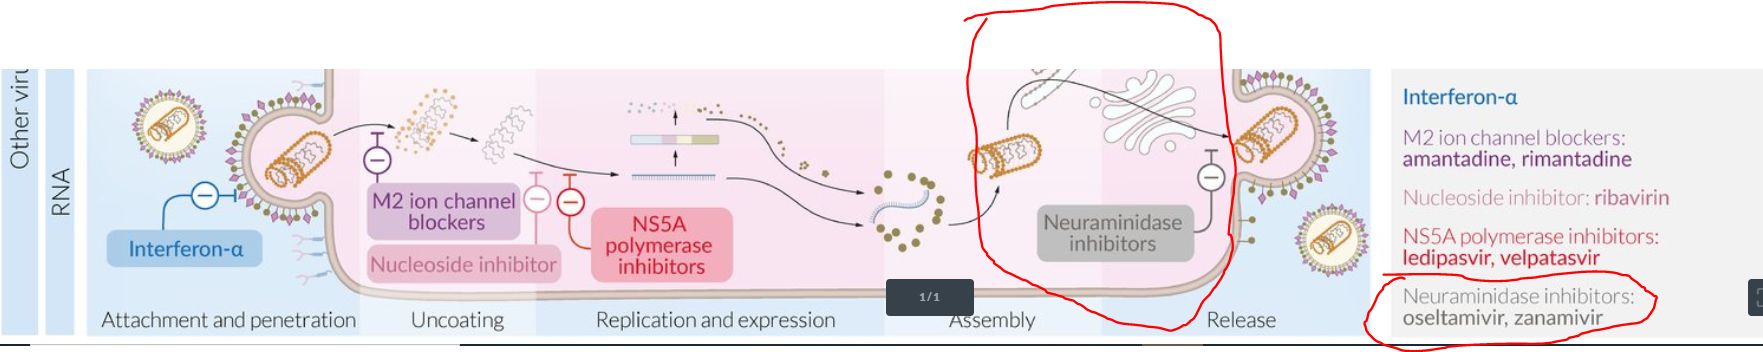 Other viru
RNA
Interferon-α
M2 ion channel
blockers
Nucleoside inhibitor
NS5A
polymerase
inhibitors
Neuraminidase
inhibitors
1/1
Attachment and penetration
Uncoating
Replication and expression
Assembly
Release
Interferon-α
M2 ion channel blockers:
amantadine, rimantadine
Nucleoside inhibitor: ribavirin
NS5A polymerase inhibitors:
ledipasvir, velpatasvir
Neuraminidase inhibitors:
oseltamivir, zanamivir